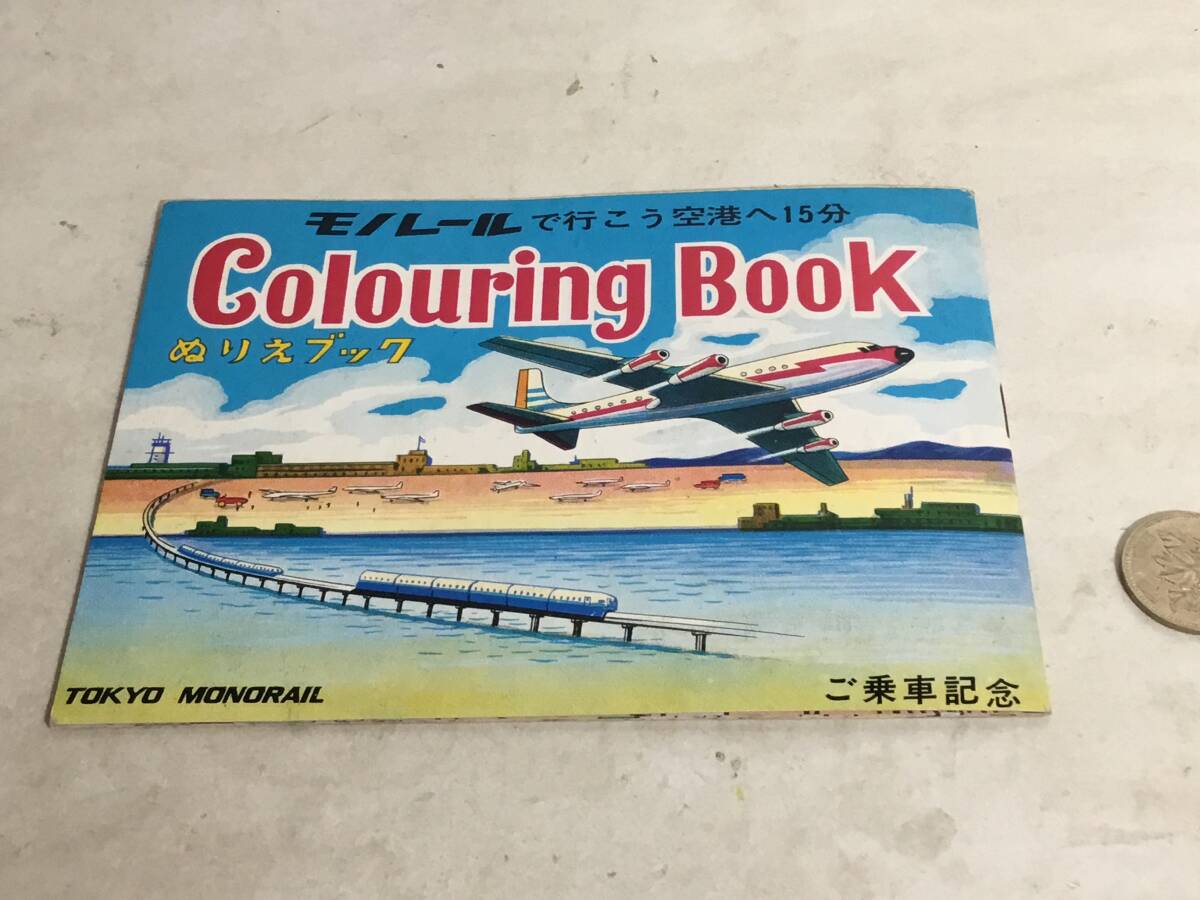 モノレールで行こう空港へ15分
Colouring Book
ぬりえブック
TOKYO MONORAIL
ご乗車記念